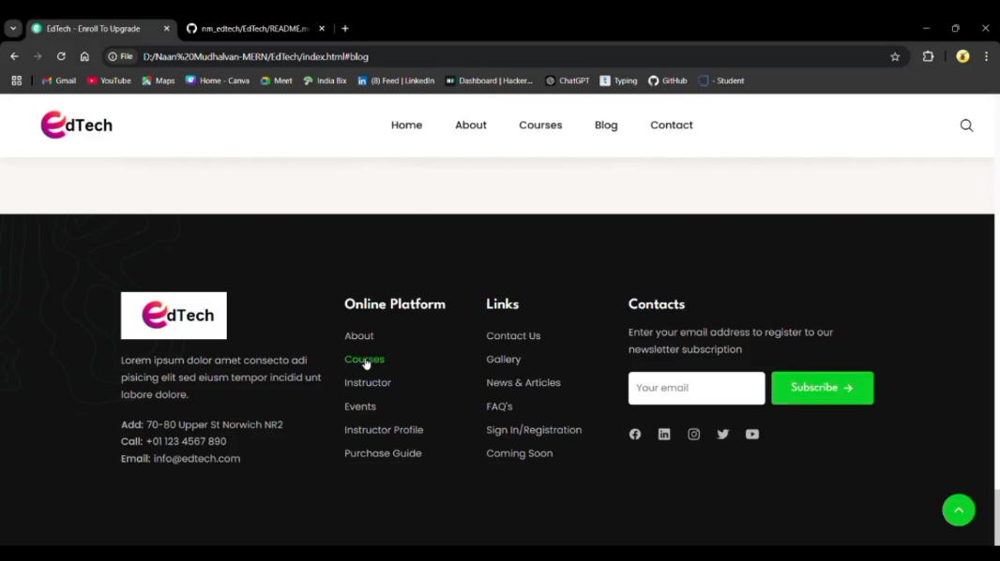 EdTech - Enroll To Upgrade
nm_edtech/EdTech/README.m
File
D:/Naan%20Mudhalvan-MERN/EdTech/index.html#blog
Gmail
YouTube
Maps
Home - Canva
Meet
India Bix
(8) Feed | LinkedIn
Dashboard | Hacker...
ChatGPT
Typing
GitHub
- Student
EdTech
Home
About
Courses
Blog
Contact
EdTech
Lorem ipsum dolor amet consecto adi
pisicing elit sed eiusm tempor incidid unt
labore dolore.
Add: 70-80 Upper St Norwich NR2
Call: +01 123 4567 890
Email: info@edtech.com
Online Platform
About
Courses
Instructor
Events
Instructor Profile
Purchase Guide
Links
Contact Us
Gallery
News & Articles
FAQ's
Sign In/Registration
Coming Soon
Contacts
Enter your email address to register to our
newsletter subscription
Your email
Subscribe